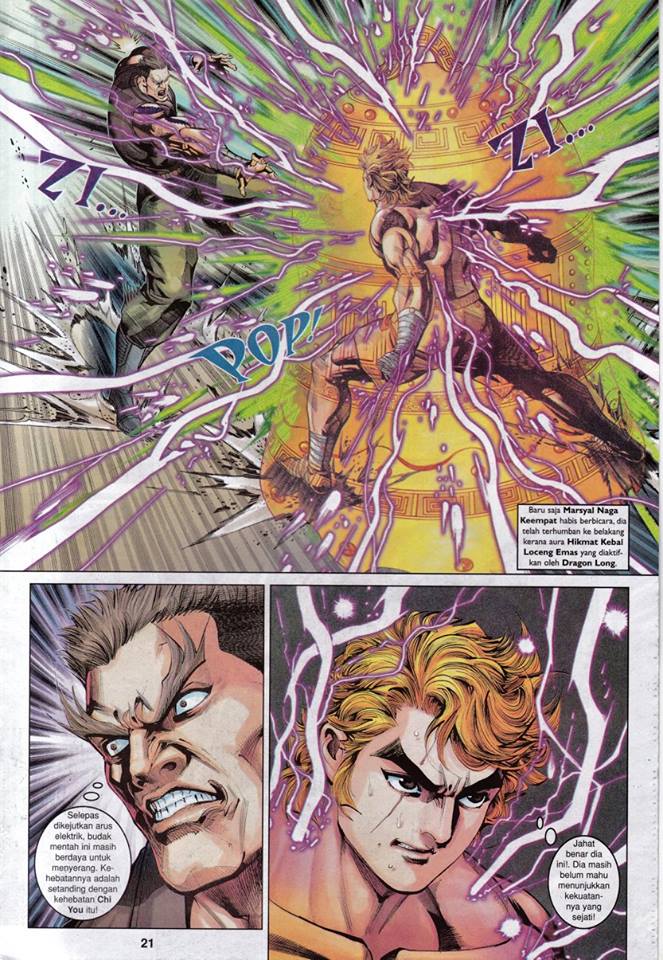 ZI...
ZI...
POP!
Baru saja Marsyal Naga
Keempat habis berbicara, dia
telah terhumban ke belakang
kerana aura Hikmat Kebal
Loceng Emas yang diaktif-
kan oleh Dragon Long.
Selepas
dikejutkan arus
elektrik, budak
mentah ini masih
berdaya untuk
menyerang. Ke-
hebatannya adalah
setanding dengan
kehebatan Chi
You itu!
Jahat
benar dia
ini!. Dia masih
belum mahu
menunjukkan
kekuatan-
nya yang
sejati!
21